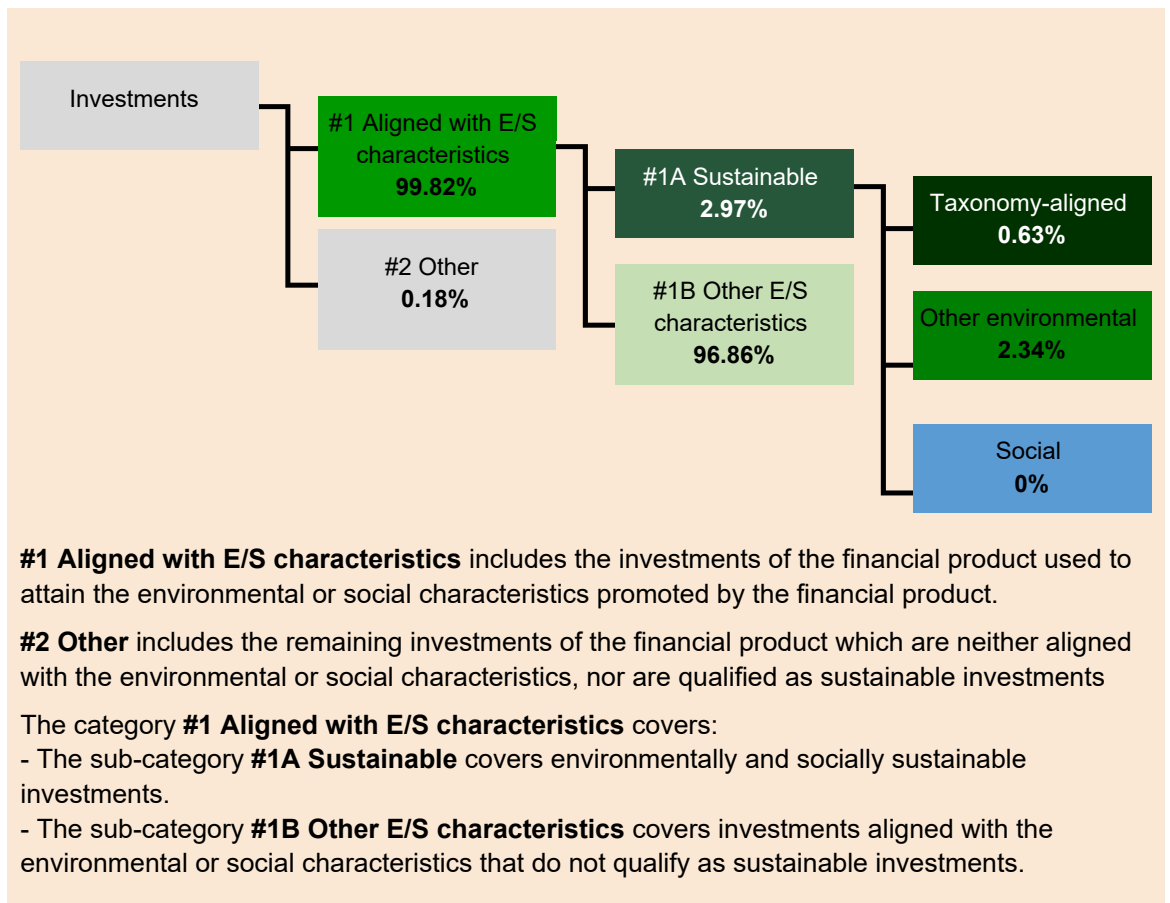 Investments
#1 Aligned with E/S
characteristics
99.82%
#2 Other
0.18%
#1A Sustainable
2.97%
#1B Other E/S
characteristics
96.86%
Taxonomy-aligned
0.63%
Other environmental
2.34%
Social
0%
#1 Aligned with E/S characteristics includes the investments of the financial product used to
attain the environmental or social characteristics promoted by the financial product.
#2 Other includes the remaining investments of the financial product which are neither aligned
with the environmental or social characteristics, nor are qualified as sustainable investments
The category #1 Aligned with E/S characteristics covers:
- The sub-category #1A Sustainable covers environmentally and socially sustainable
investments.
- The sub-category #1B Other E/S characteristics covers investments aligned with the
environmental or social characteristics that do not qualify as sustainable investments.